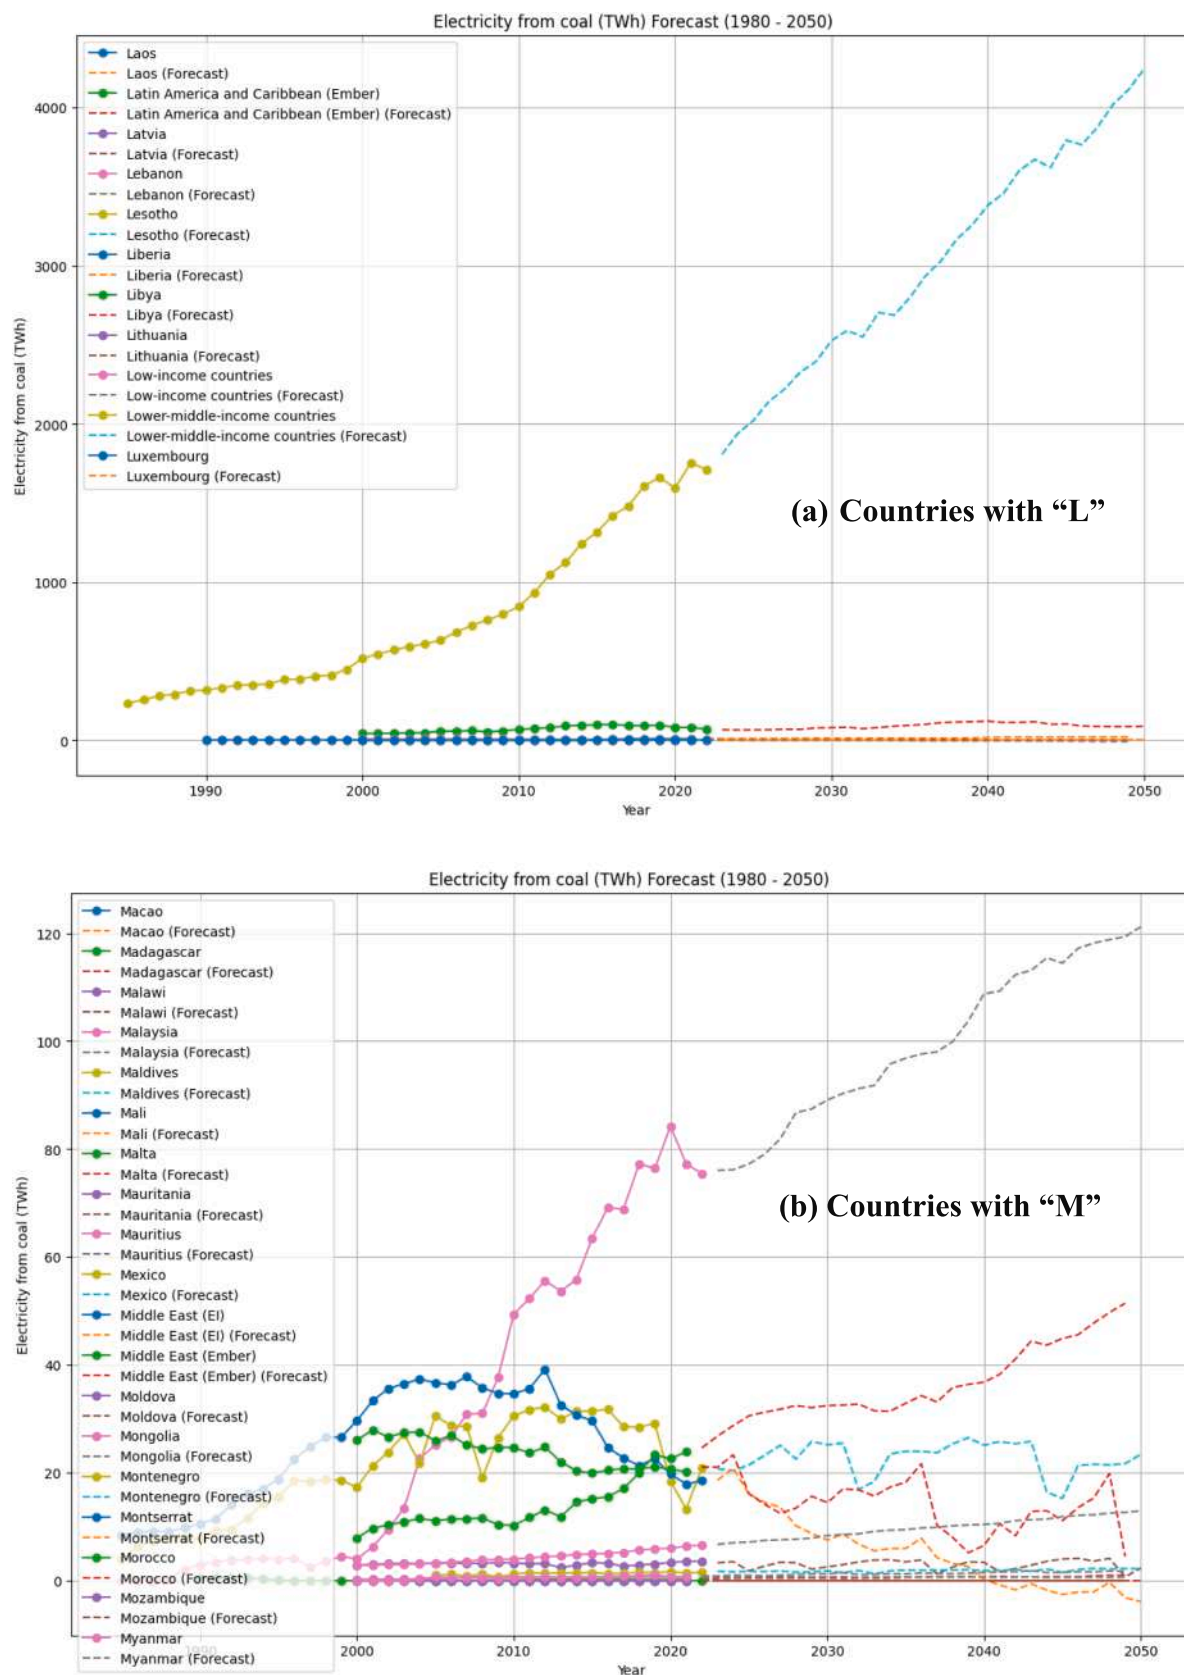 Electricity from coal (TWh) Forecast (1980 - 2050)
Laos
Laos (Forecast)
Latin America and Caribbean (Ember)
Latin America and Caribbean (Ember) (Forecast)
Latvia
Latvia (Forecast)
Lebanon
Lebanon (Forecast)
Lesotho
Lesotho (Forecast)
Liberia
Liberia (Forecast)
Libya
Libya (Forecast)
Lithuania
Lithuania (Forecast)
Low-income countries
Low-income countries (Forecast)
Lower-middle-income countries
Lower-middle-income countries (Forecast)
Luxembourg
Luxembourg (Forecast)
4000
3000
2000
1000
0
Electricity from coal (TWh)
(a) Countries with “L”
1990 2000 2010 2020 2030 2040 2050
Year
Electricity from coal (TWh) Forecast (1980 - 2050)
Macao
Macao (Forecast)
Madagascar
Madagascar (Forecast)
Malawi
Malawi (Forecast)
Malaysia
Malaysia (Forecast)
Maldives
Maldives (Forecast)
Mali
Mali (Forecast)
Malta
Malta (Forecast)
Mauritania
Mauritania (Forecast)
Mauritius
Mauritius (Forecast)
Mexico
Mexico (Forecast)
Middle East (EI)
Middle East (EI) (Forecast)
Middle East (Ember)
Middle East (Ember) (Forecast)
Moldova
Moldova (Forecast)
Mongolia
Mongolia (Forecast)
Montenegro
Montenegro (Forecast)
Montserrat
Montserrat (Forecast)
Morocco
Morocco (Forecast)
Mozambique
Mozambique (Forecast)
Myanmar
Myanmar (Forecast)
120
100
80
60
40
20
0
Electricity from coal (TWh)
(b) Countries with “M”
1990 2000 2010 2020 2030 2040 2050
Year